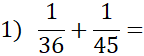 1) 1/36 + 1/45 =